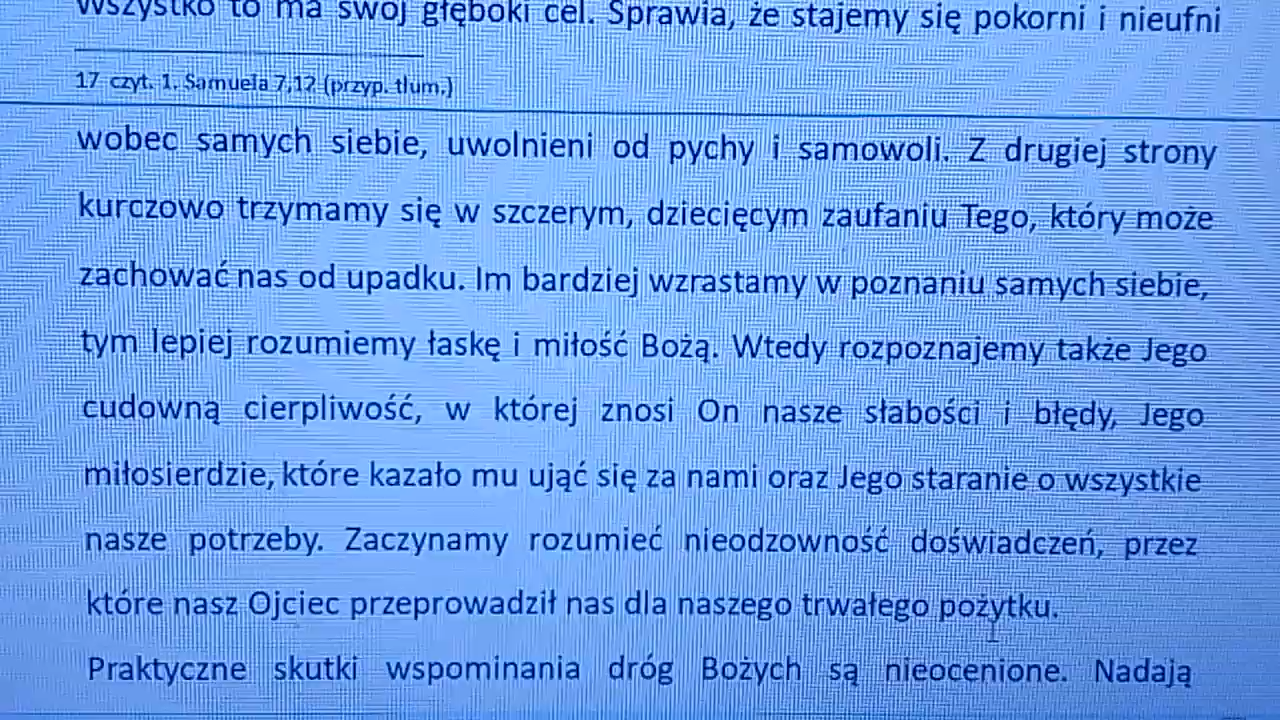 wszystko to ma swój głęboki cel. Sprawia, że stajemy się pokorni i nieufni
17 czyt. 1. Samuela 7,12 (przyp. tłum.)
wobec samych siebie, uwolnieni od pychy i samowoli. Z drugiej strony
kurczowo trzymamy się w szczerym, dziecięcym zaufaniu Tego, który może
zachować nas od upadku. Im bardziej wzrastamy w poznaniu samych siebie,
tym lepiej rozumiemy łaskę i miłość Bożą. Wtedy rozpoznajemy także Jego
cudowną cierpliwość, w której znosi On nasze słabości i błędy, Jego
miłosierdzie, które kazało mu ująć się za nami oraz Jego staranie o wszystkie
nasze potrzeby. Zaczynamy rozumieć nieodzowność doświadczeń, przez
które nasz Ojciec przeprowadził nas dla naszego trwałego pożytku.
Praktyczne skutki wspominania dróg Bożych są nieocenione. Nadają